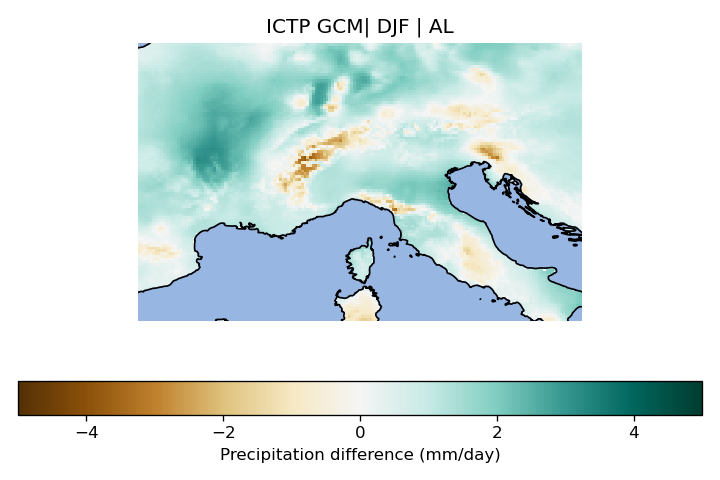 ICTP GCM| DJF | AL
−4 −2 0 2 4
Precipitation difference (mm/day)